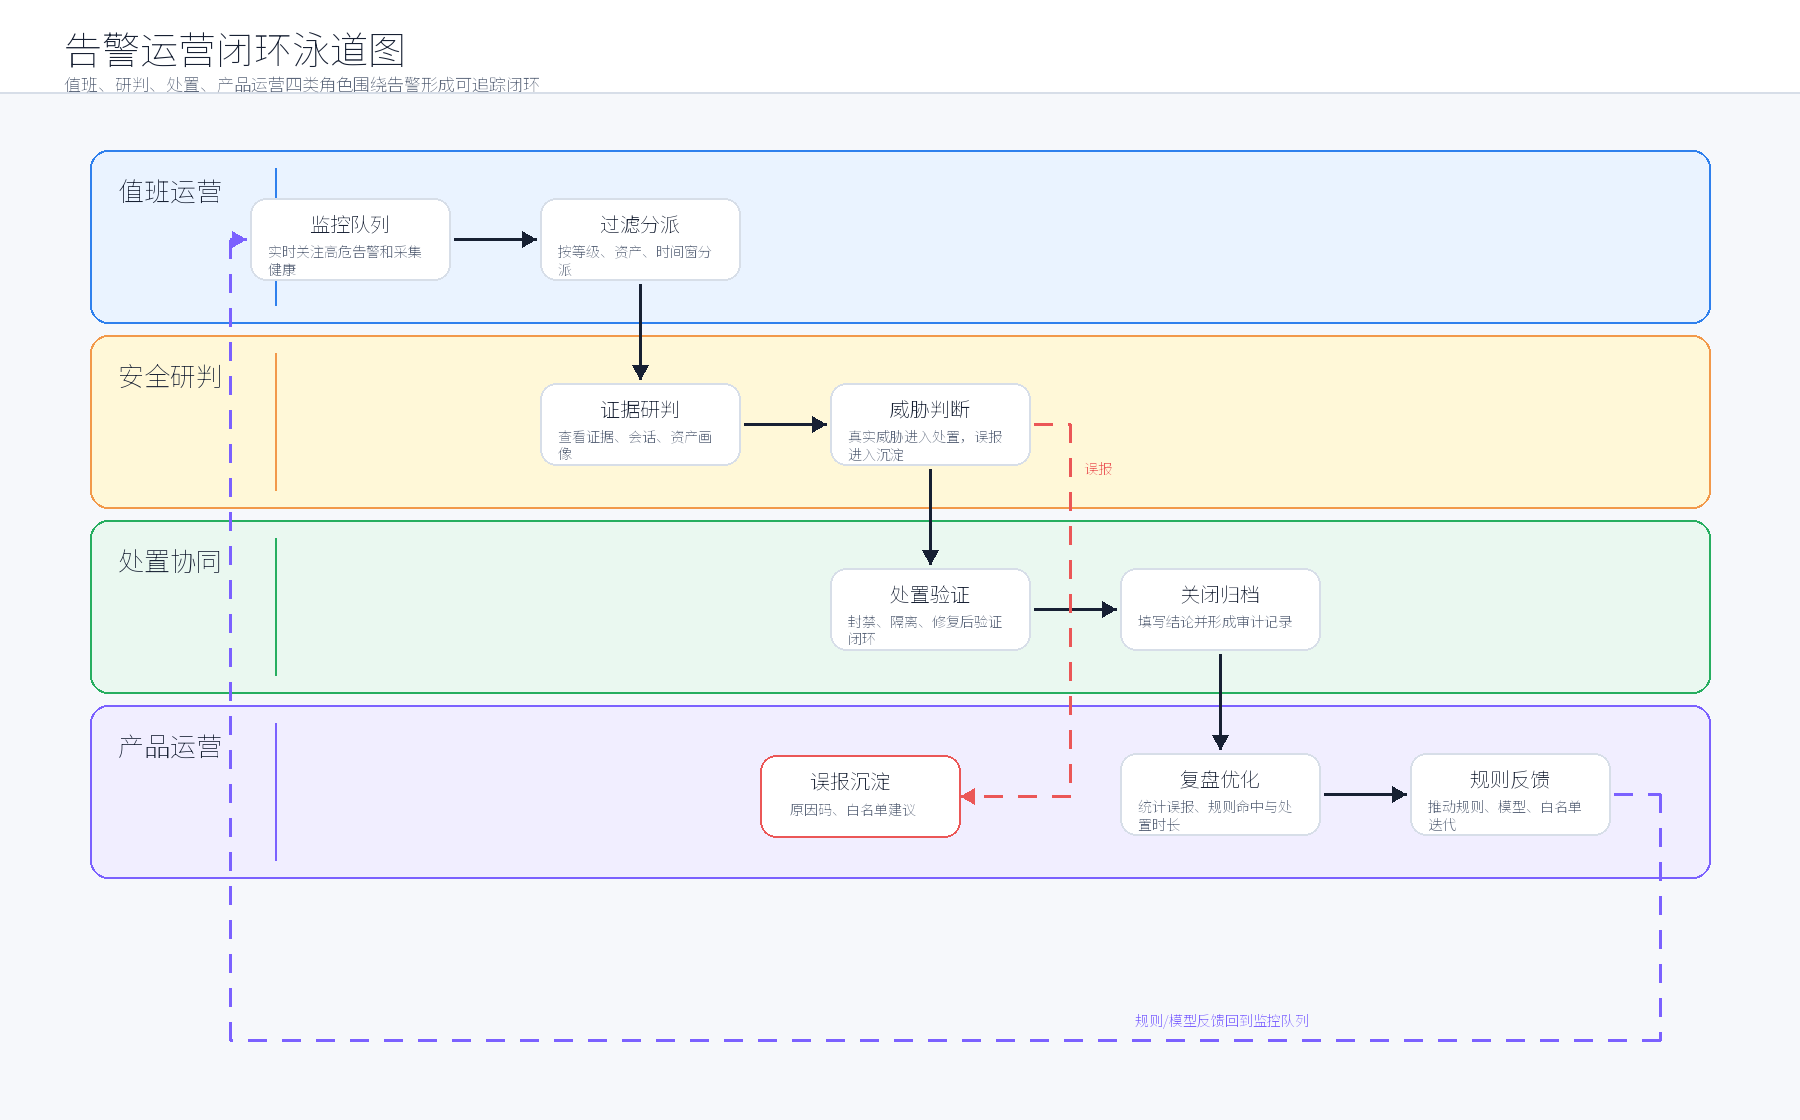 告警运营闭环泳道图
值班、研判、处置、产品运营四类角色围绕告警形成可追踪闭环
值班运营
监控队列
实时关注高危告警和采集
健康
过滤分派
按等级、资产、时间窗分
派
安全研判
证据研判
查看证据、会话、资产画
像
威胁判断
真实威胁进入处置，误报
进入沉淀
误报
处置协同
处置验证
封禁、隔离、修复后验证
闭环
关闭归档
填写结论并形成审计记录
产品运营
误报沉淀
原因码、白名单建议
复盘优化
统计误报、规则命中与处
置时长
规则反馈
推动规则、模型、白名单
迭代
规则/模型反馈回到监控队列